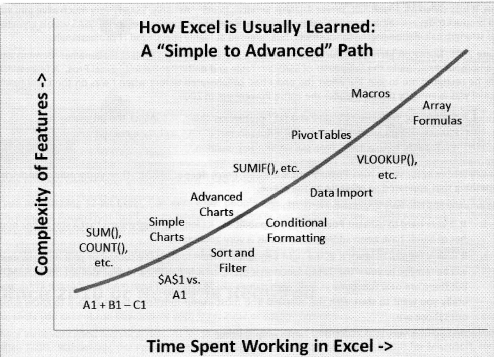 How Excel is Usually Learned:
A “Simple to Advanced” Path
Complexity of Features ->
Macros
Array
Formulas
PivotTables
VLOOKUP(),
etc.
SUMIF(), etc.
Data Import
Advanced
Charts
Simple
Charts
Conditional
Formatting
SUM(),
COUNT(),
etc.
Sort and
Filter
$A$1 vs.
A1
A1 + B1 – C1
Time Spent Working in Excel ->